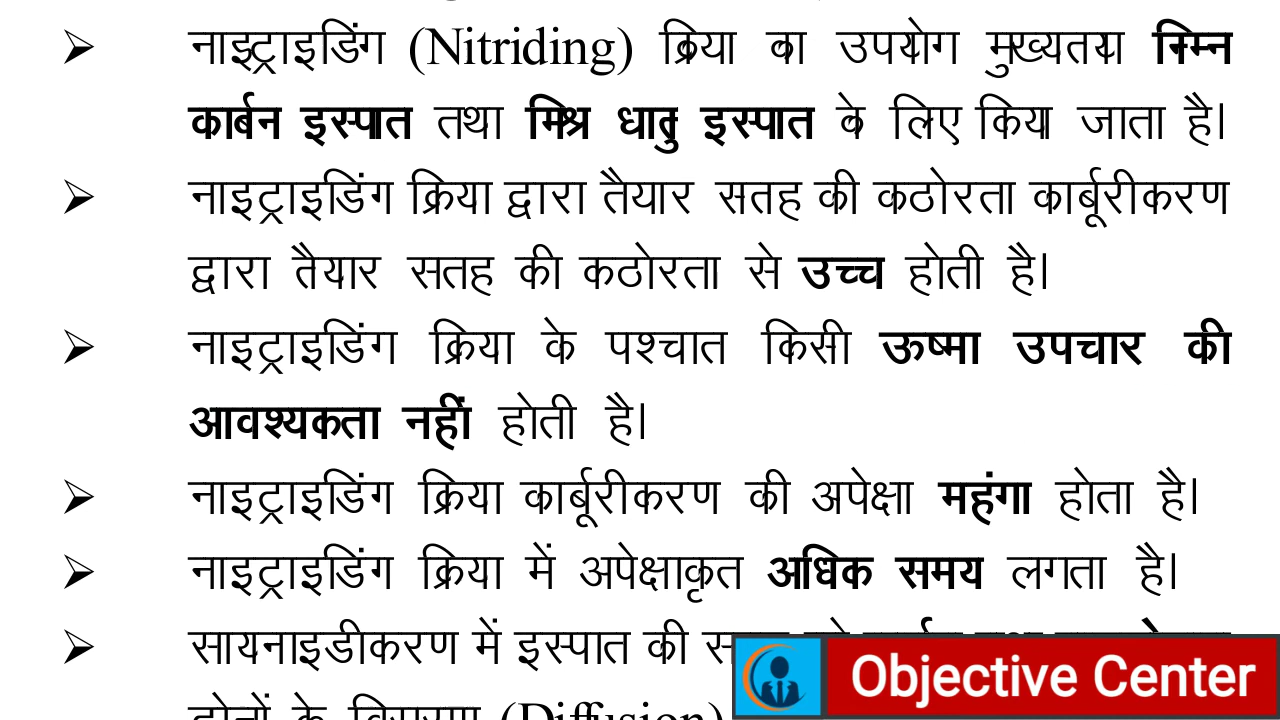 ➢ नाइट्राइडिंग (Nitriding) क्रिया का उपयोग मुख्यतया निम्न
कार्बन इस्पात तथा मिश्र धातु इस्पात के लिए किया जाता है।
➢ नाइट्राइडिंग क्रिया द्वारा तैयार सतह की कठोरता कार्बूरीकरण
द्वारा तैयार सतह की कठोरता से उच्च होती है।
➢ नाइट्राइडिंग क्रिया के पश्चात किसी ऊष्मा उपचार की
आवश्यकता नहीं होती है।
➢ नाइट्राइडिंग क्रिया कार्बूरीकरण की अपेक्षा महंगा होता है।
➢ नाइट्राइडिंग क्रिया में अपेक्षाकृत अधिक समय लगता है।
➢ सायनाइडीकरण में इस्पात की
दोनों के विसरण (Diffusion)
Objective Center